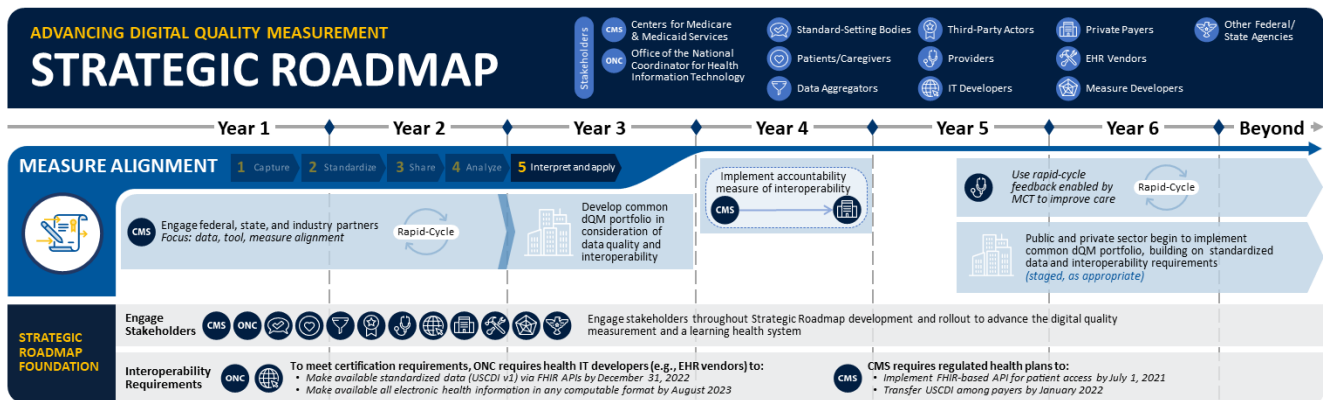 ADVANCING DIGITAL QUALITY MEASUREMENT
STRATEGIC ROADMAP
Stakeholders
CMS
Centers for Medicare
& Medicaid Services
ONC
Office of the National
Coordinator for Health
Information Technology
Standard-Setting Bodies
Patients/Caregivers
Data Aggregators
Third-Party Actors
Providers
IT Developers
Private Payers
EHR Vendors
Measure Developers
Other Federal/
State Agencies
Year 1
Year 2
Year 3
Year 4
Year 5
Year 6
Beyond
MEASURE ALIGNMENT
1 Capture
2 Standardize
3 Share
4 Analyze
5 Interpret and apply
CMS
Engage federal, state, and industry partners
Focus: data, tool, measure alignment
Rapid-Cycle
Develop common
dQM portfolio in
consideration of
data quality and
interoperability
Implement accountability
measure of interoperability
CMS
Use rapid-cycle
feedback enabled by
MCT to improve care
Rapid-Cycle
Public and private sector begin to implement
common dQM portfolio, building on standardized
data and interoperability requirements
(staged, as appropriate)
STRATEGIC
ROADMAP
FOUNDATION
Engage
Stakeholders
CMS
ONC
Engage stakeholders throughout Strategic Roadmap development and rollout to advance the digital quality
measurement and a learning health system
Interoperability
Requirements
ONC
To meet certification requirements, ONC requires health IT developers (e.g., EHR vendors) to:
• Make available standardized data (USCDI v1) via FHIR APIs by December 31, 2022
• Make available all electronic health information in any computable format by August 2023
CMS
CMS requires regulated health plans to:
• Implement FHIR-based API for patient access by July 1, 2021
• Transfer USCDI among payers by January 2022